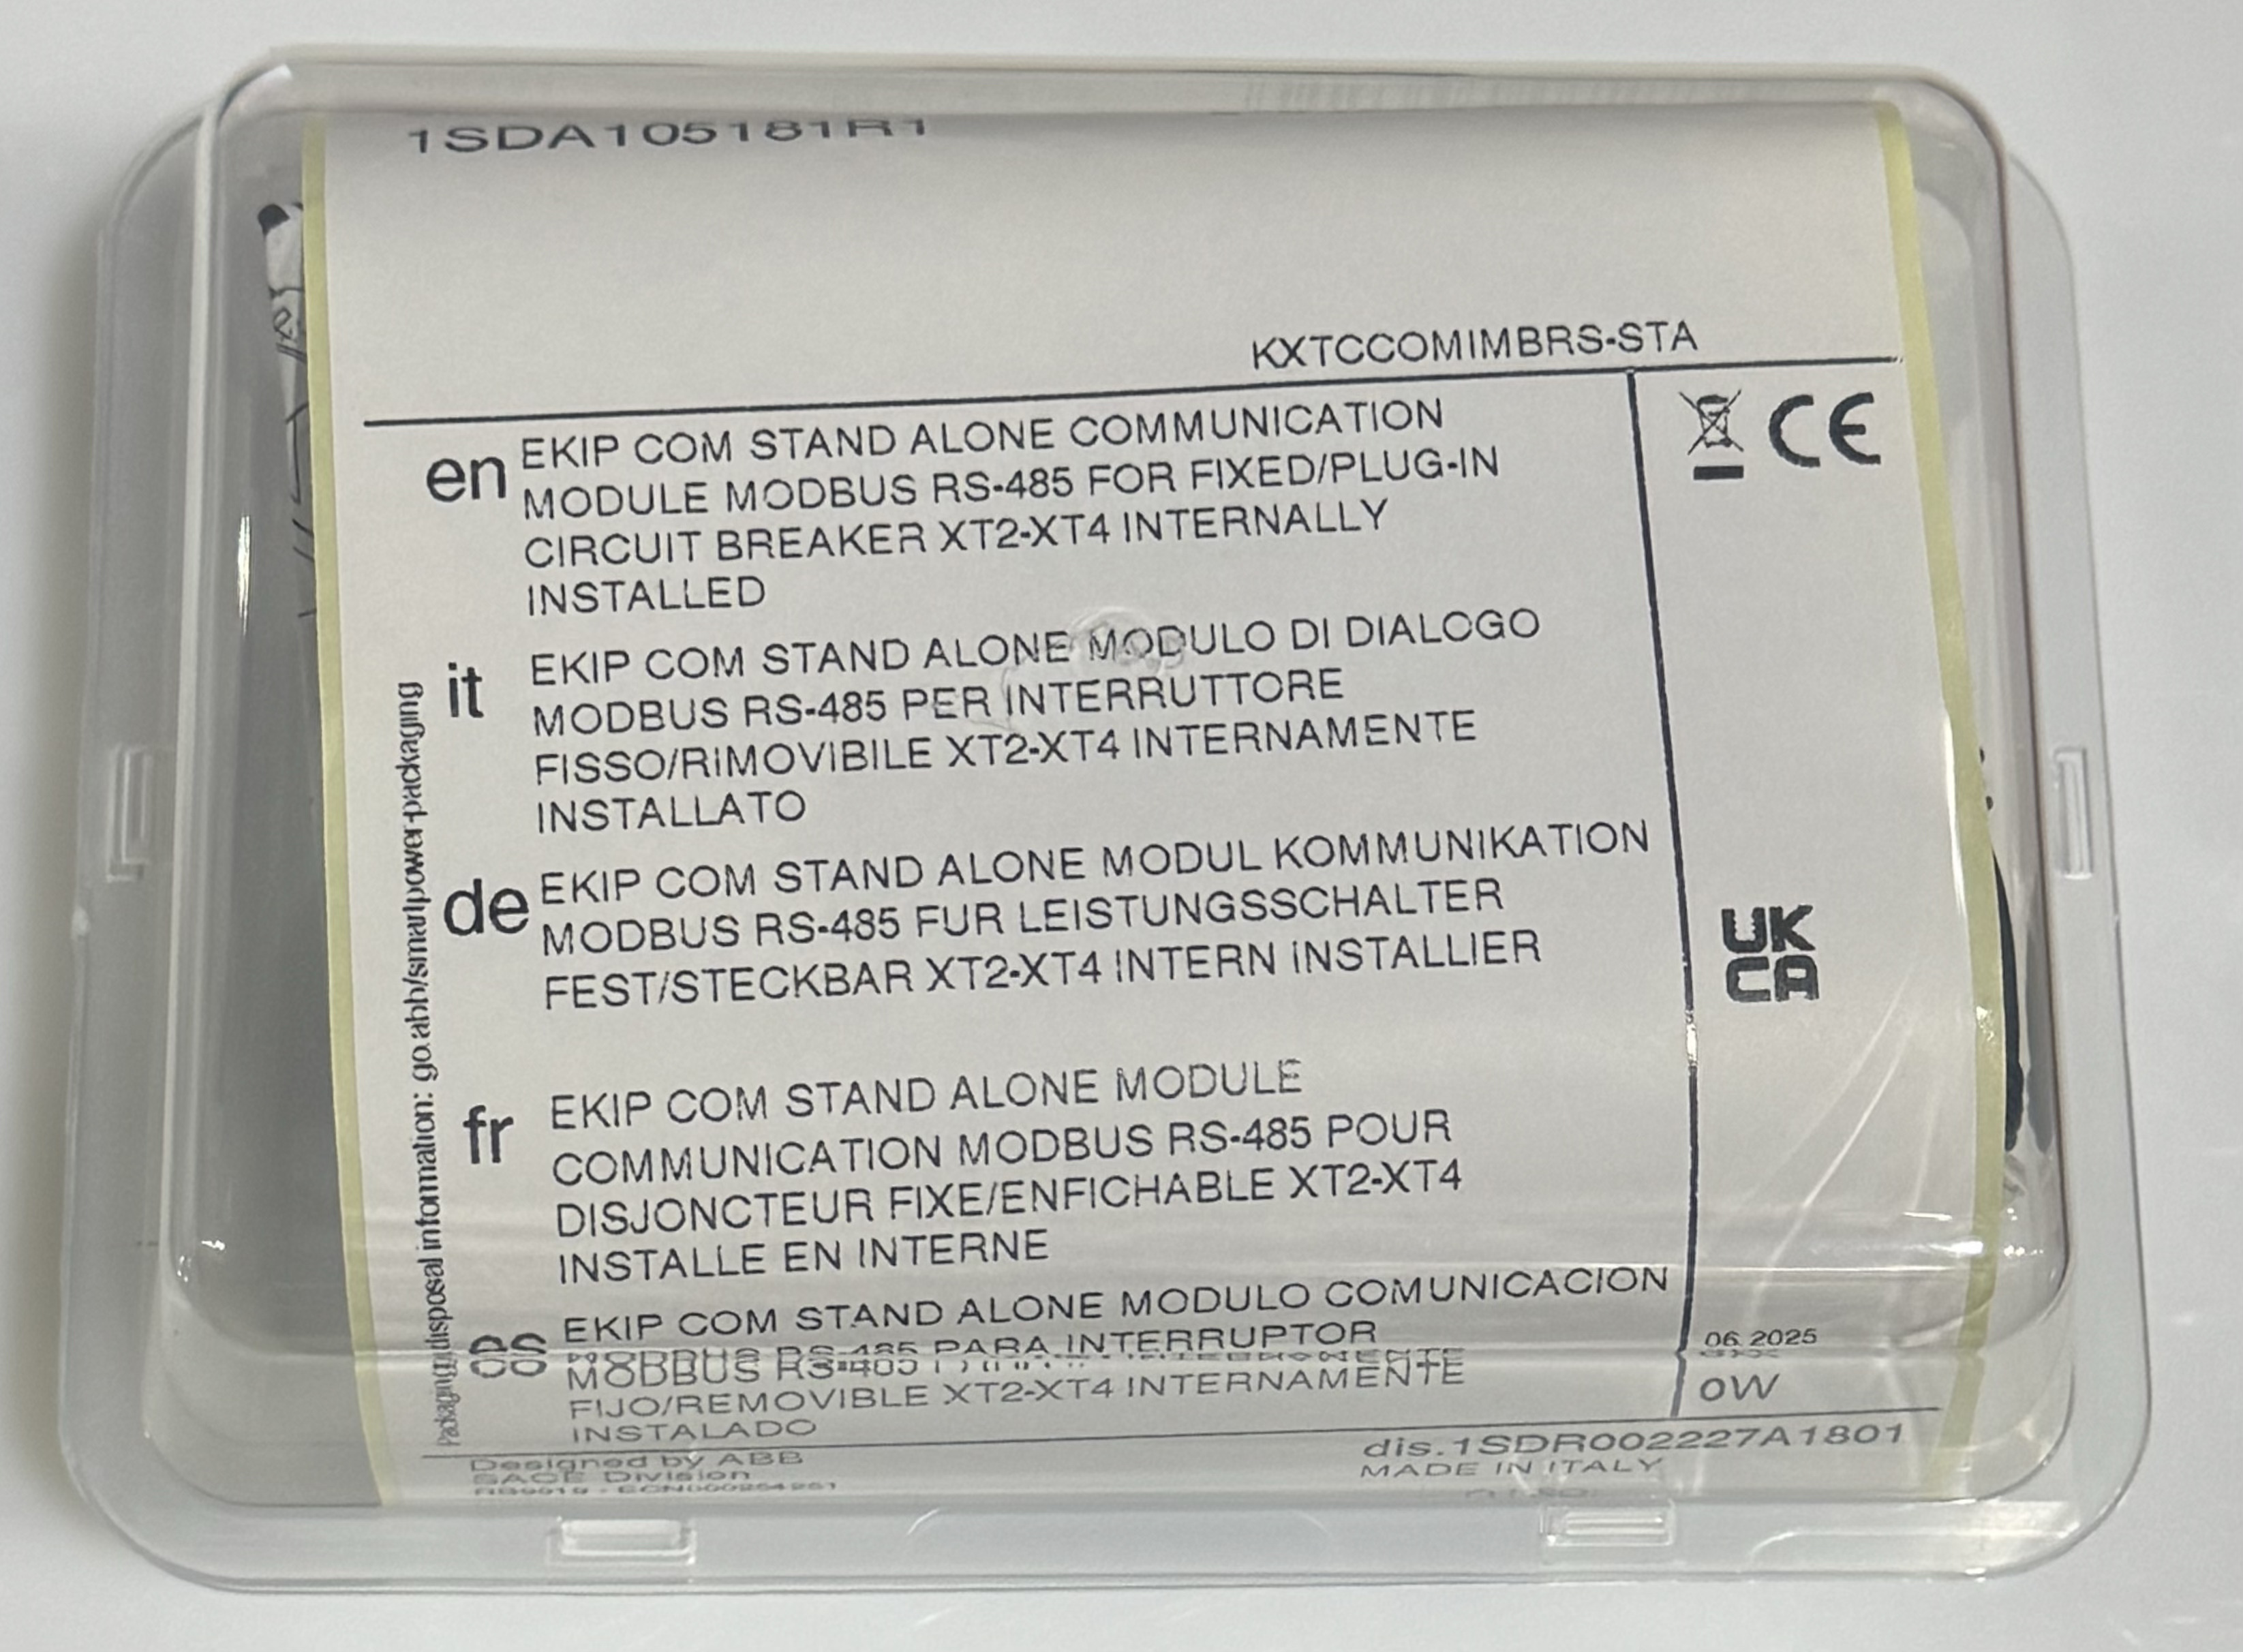 1SDA105181R1
KXTCCOMIMBRS-STA
en EKIP COM STAND ALONE COMMUNICATION
MODULE MODBUS RS-485 FOR FIXED/PLUG-IN
CIRCUIT BREAKER XT2-XT4 INTERNALLY
INSTALLED
CE
it EKIP COM STAND ALONE MODULO DI DIALOGO
MODBUS RS-485 PER INTERRUTTORE
FISSO/RIMOVIBILE XT2-XT4 INTERNAMENTE
INSTALLATO
de EKIP COM STAND ALONE MODUL KOMMUNIKATION
MODBUS RS-485 FUR LEISTUNGSSCHALTER
FEST/STECKBAR XT2-XT4 INTERN INSTALLIER
UK
CA
fr EKIP COM STAND ALONE MODULE
COMMUNICATION MODBUS RS-485 POUR
DISJONCTEUR FIXE/ENFICHABLE XT2-XT4
INSTALLE EN INTERNE
es EKIP COM STAND ALONE MODULO COMUNICACION
MODBUS RS-485 PARA INTERRUPTOR
FIJO/REMOVIBLE XT2-XT4 INTERNAMENTE
INSTALADO
06.2025
0W
Packaging disposal information: go.abb/smartpower-packaging
Designed by ABB
SACE Division
dis.1SDR002227A1801
MADE IN ITALY